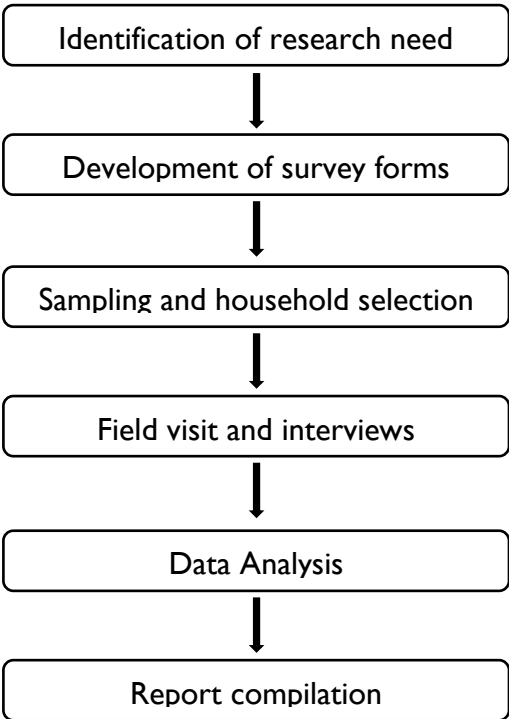 Identification of research need
Development of survey forms
Sampling and household selection
Field visit and interviews
Data Analysis
Report compilation